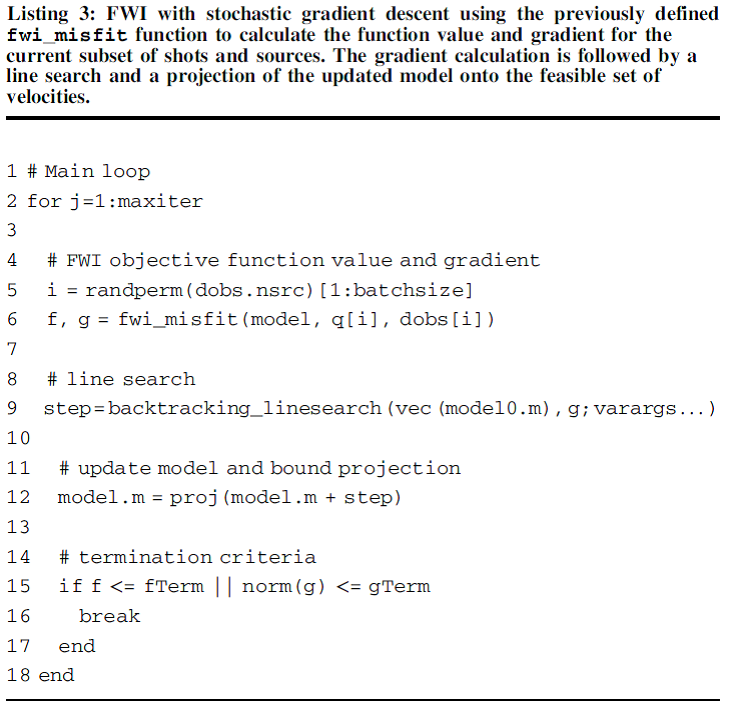 Listing 3: FWI with stochastic gradient descent using the previously defined
fwi_misfit function to calculate the function value and gradient for the
current subset of shots and sources. The gradient calculation is followed by a
line search and a projection of the updated model onto the feasible set of
velocities.
1 # Main loop
2 for j=1:maxiter
3
4 # FWI objective function value and gradient
5 i = randperm(dobs.nsrc)[1:batchsize]
6 f, g = fwi_misfit(model, q[i], dobs[i])
7
8 # line search
9 step=backtracking_linesearch(vec (model0.m),g;varargs...)
10
11 # update model and bound projection
12 model.m = proj(model.m + step)
13
14 # termination criteria
15 if f <= fTerm || norm(g) <= gTerm
16 break
17 end
18 end